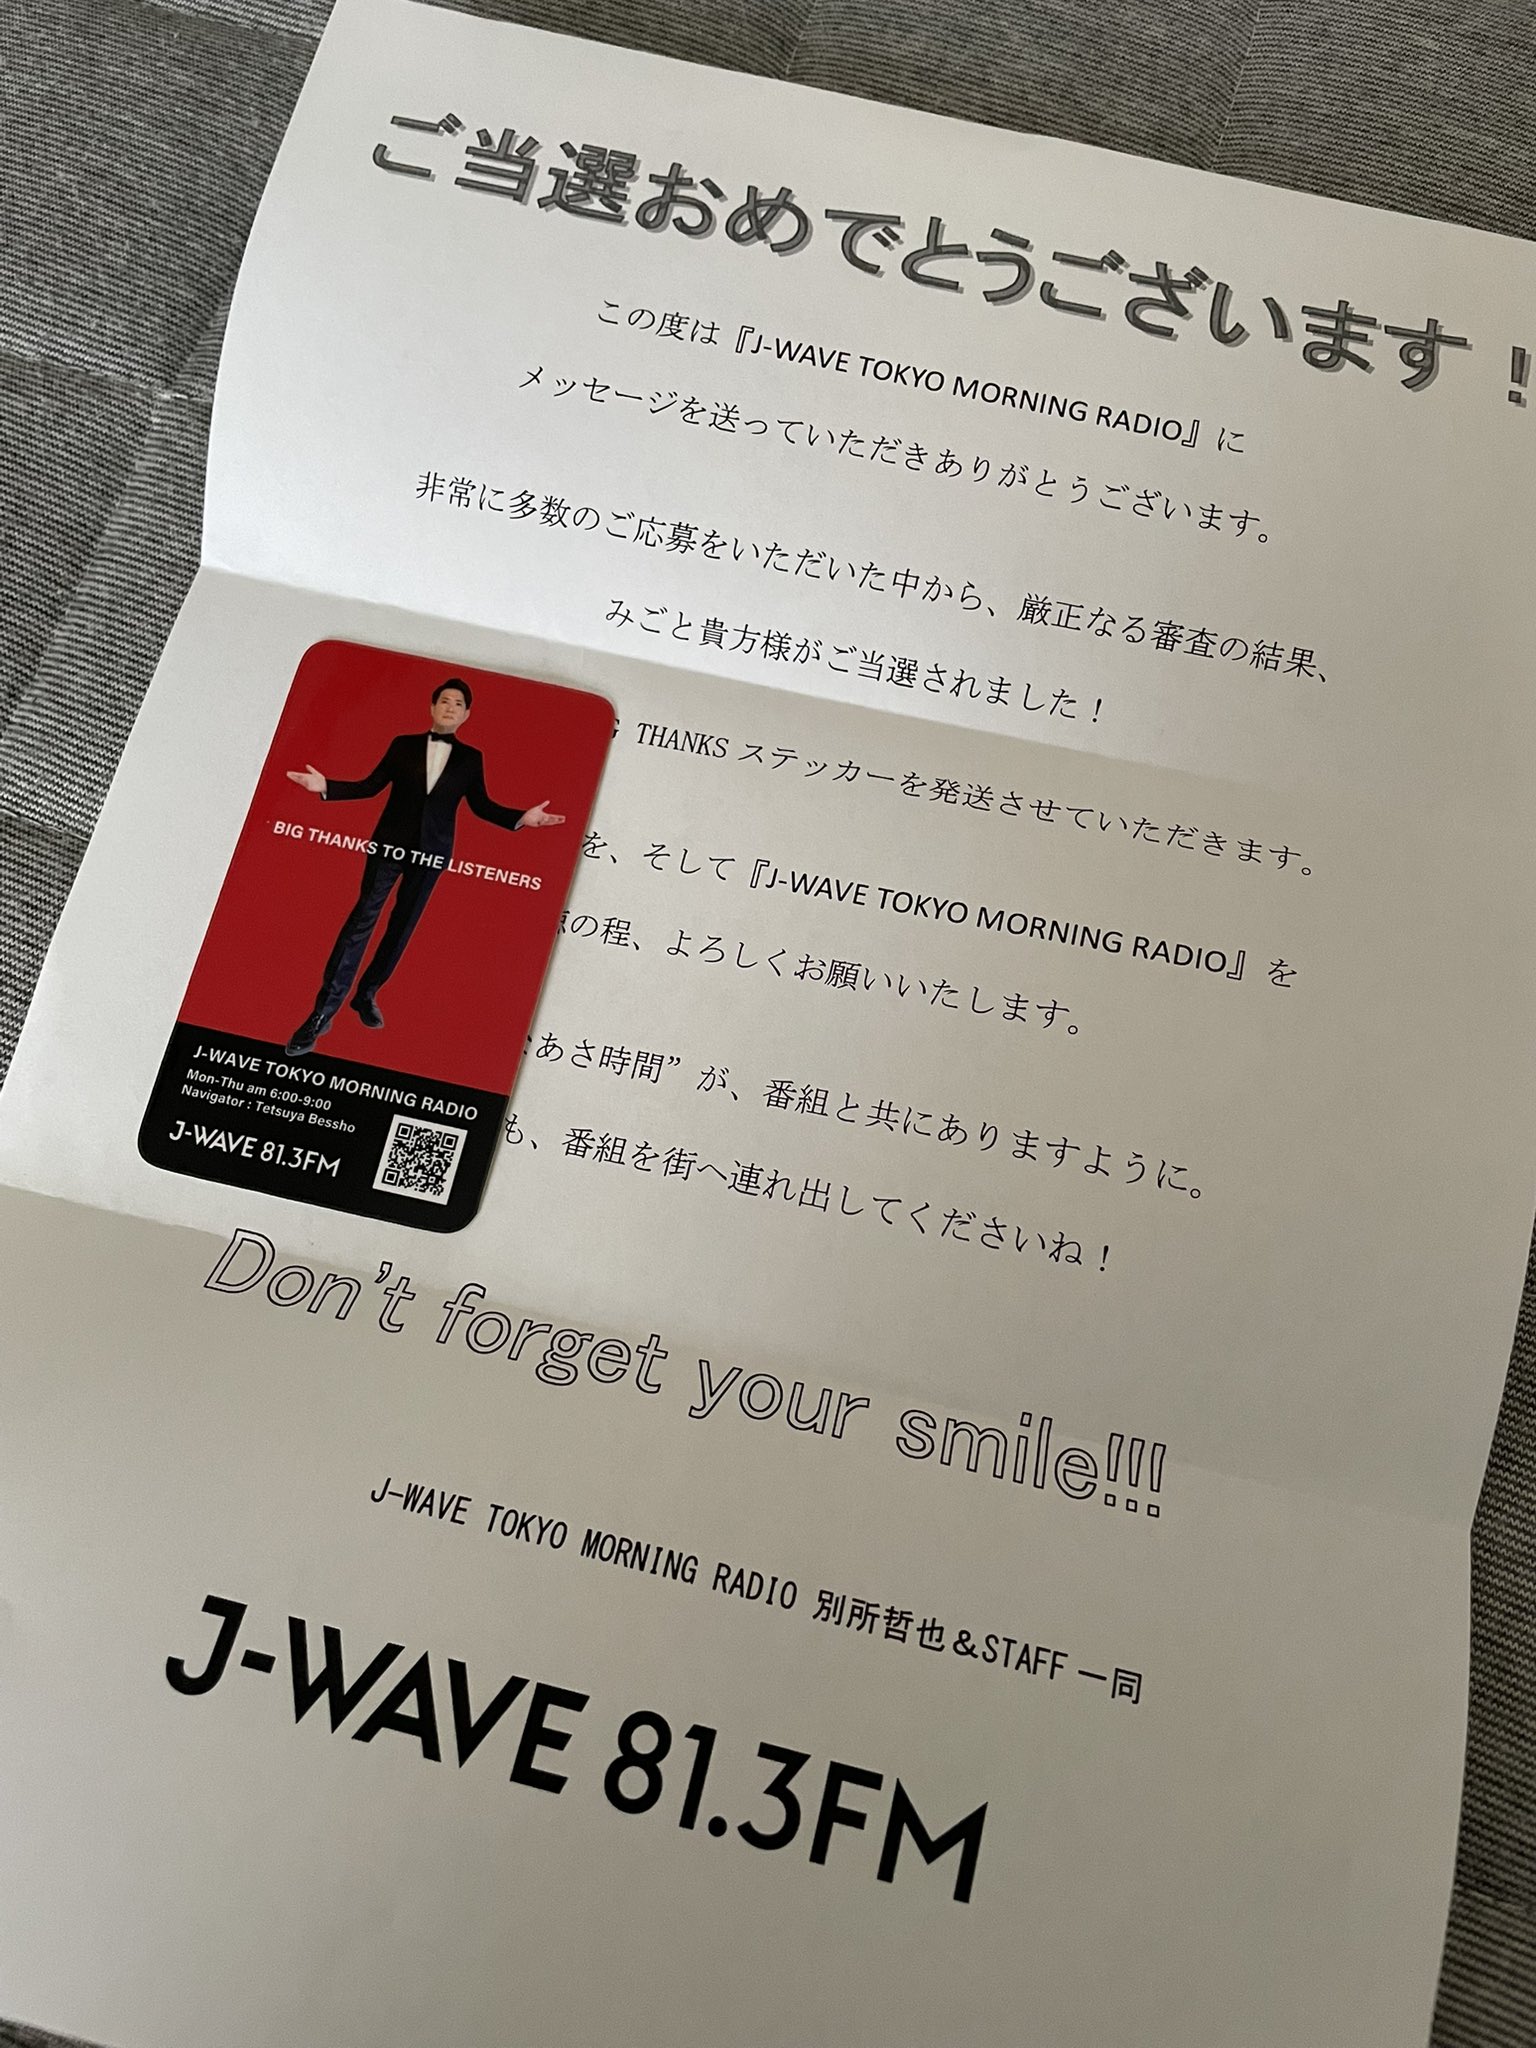 ご当選おめでとうございます！
この度は『J-WAVE TOKYO MORNING RADIO』に
メッセージを送っていただきありがとうございます。
非常に多数のご応募をいただいた中から、厳正なる審査の結果、
みごと貴方様がご当選されました！
THANKS ステッカーを発送させていただきます。
を、そして『J-WAVE TOKYO MORNING RADIO』を
の程、よろしくお願いいたします。
あさ時間”が、番組と共にありますように。
も、番組を街へ連れ出してくださいね！
BIG THANKS TO THE LISTENERS
J-WAVE TOKYO MORNING RADIO
Mon-Thu am 6:00-9:00
Navigator : Tetsuya Bessho
J-WAVE 81.3FM
Don't forget your smile!!!
J-WAVE TOKYO MORNING RADIO 別所哲也＆STAFF 一同
J-WAVE 81.3FM